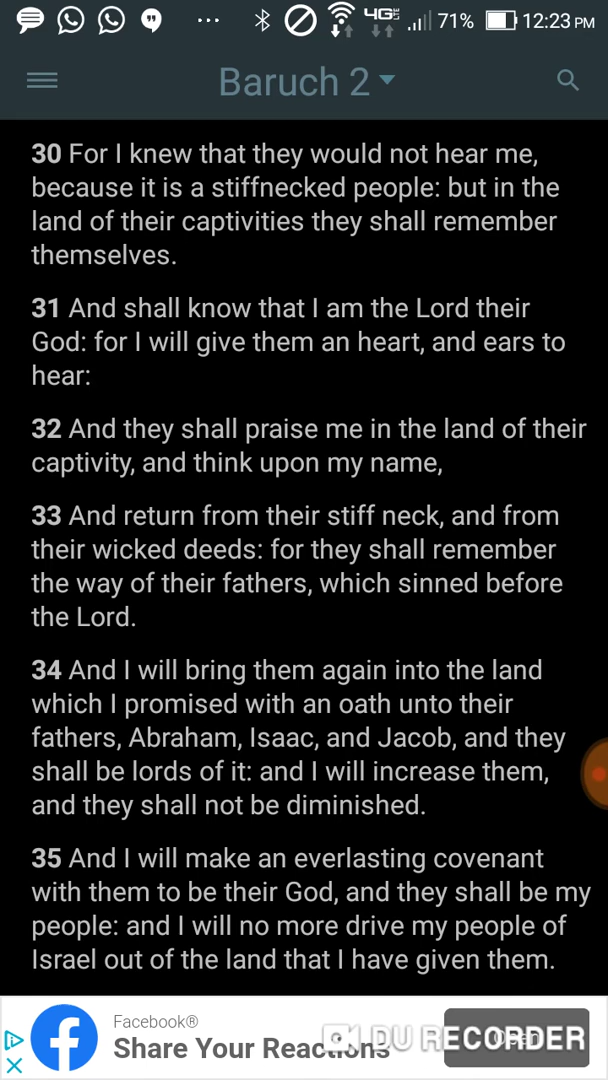 4G LTE 71% 12:23 PM
Baruch 2
30 For I knew that they would not hear me,
because it is a stiffnecked people: but in the
land of their captivities they shall remember
themselves.
31 And shall know that I am the Lord their
God: for I will give them an heart, and ears to
hear:
32 And they shall praise me in the land of their
captivity, and think upon my name,
33 And return from their stiff neck, and from
their wicked deeds: for they shall remember
the way of their fathers, which sinned before
the Lord.
34 And I will bring them again into the land
which I promised with an oath unto their
fathers, Abraham, Isaac, and Jacob, and they
shall be lords of it: and I will increase them,
and they shall not be diminished.
35 And I will make an everlasting covenant
with them to be their God, and they shall be my
people: and I will no more drive my people of
Israel out of the land that I have given them.
Facebook®
Share Your Reactions
DU RECORDER